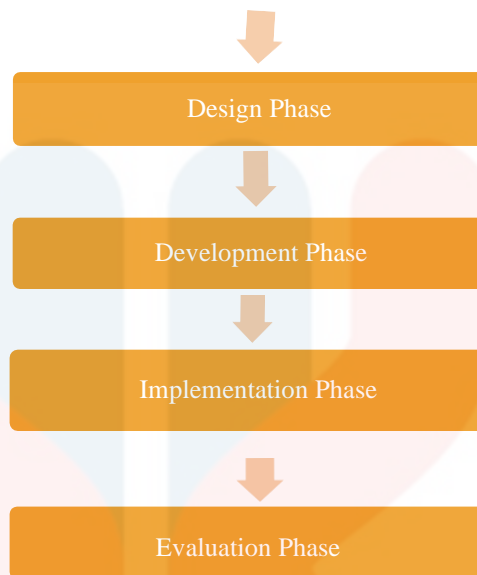 Design Phase
Development Phase
Implementation Phase
Evaluation Phase